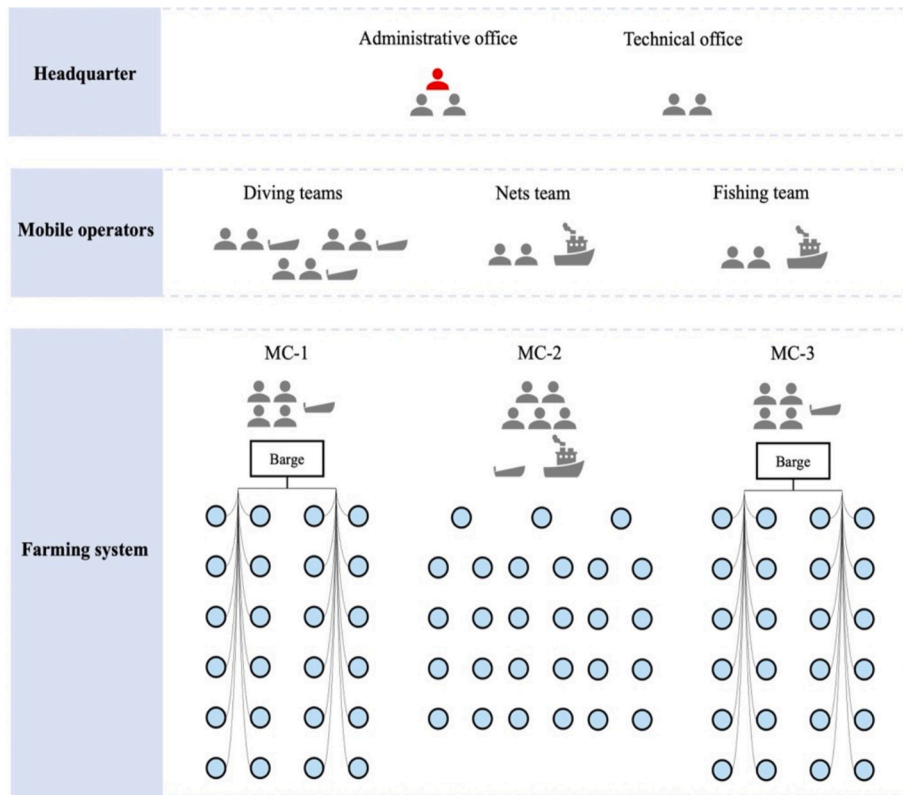 Administrative office
Technical office
Headquarter
Diving teams
Nets team
Fishing team
Mobile operators
MC-1
MC-2
MC-3
Barge
Barge
Farming system